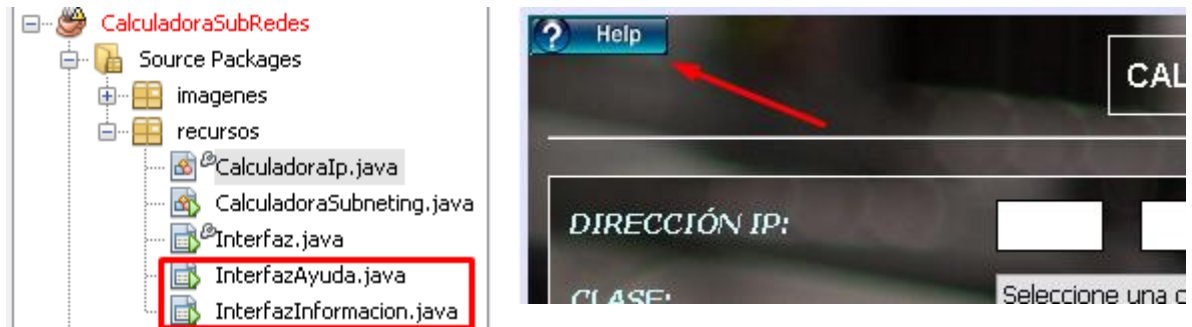 CalculadoraSubRedes
Source Packages
imagenes
recursos
CalculadoraIp.java
CalculadoraSubneting.java
Interfaz.java
InterfazAyuda.java
InterfazInformacion.java
? Help
CAL
DIRECCIÓN IP:
CLASE:
Seleccione una c